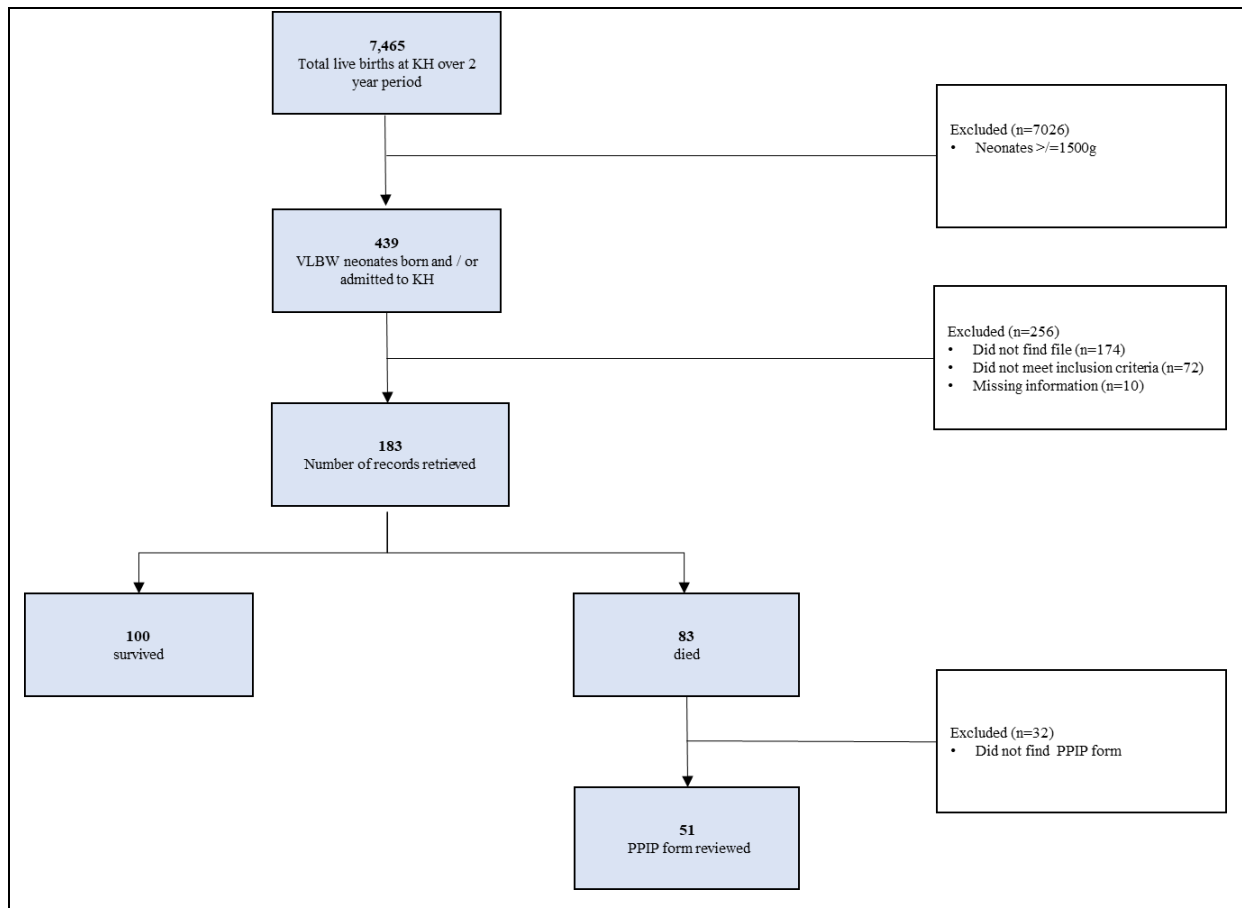 7,465
Total live births at KH over 2
year period
Excluded (n=7026)
• Neonates >/=1500g
439
VLBW neonates born and / or
admitted to KH
Excluded (n=256)
• Did not find file (n=174)
• Did not meet inclusion criteria (n=72)
• Missing information (n=10)
183
Number of records retrieved
100
survived
83
died
Excluded (n=32)
• Did not find PPIP form
51
PPIP form reviewed